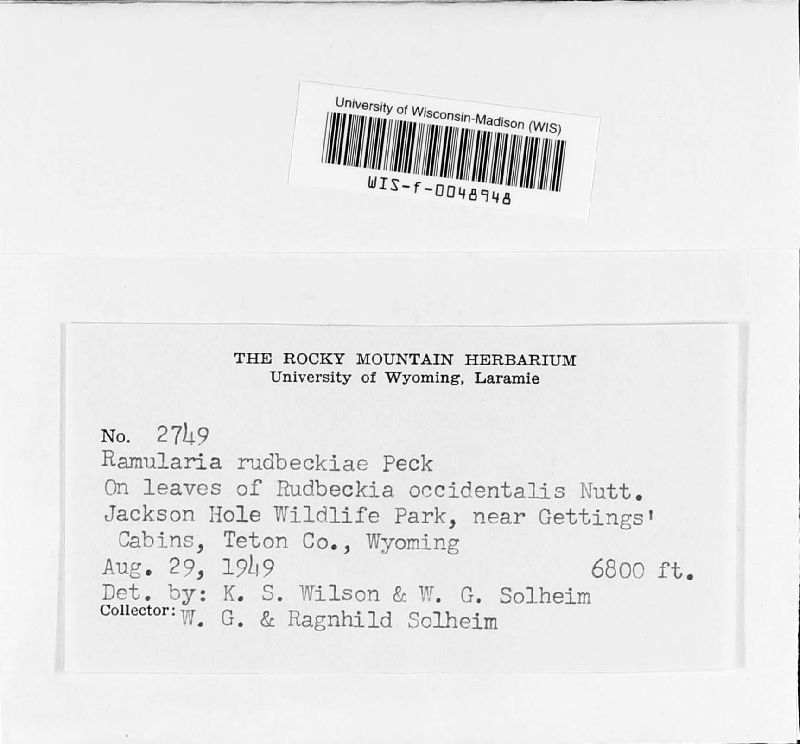 University of Wisconsin-Madison (WIS)
WIS-f-0048948
THE ROCKY MOUNTAIN HERBARIUM
University of Wyoming, Laramie
No. 2749
Ramularia rudbeckiae Peck
On leaves of Rudbeckia occidentalis Nutt.
Jackson Hole Wildlife Park, near Gettings'
Cabins, Teton Co., Wyoming
Aug. 29, 1949 6800 ft.
Det. by: K. S. Wilson & W. G. Solheim
Collector: W. G. & Ragnhild Solheim